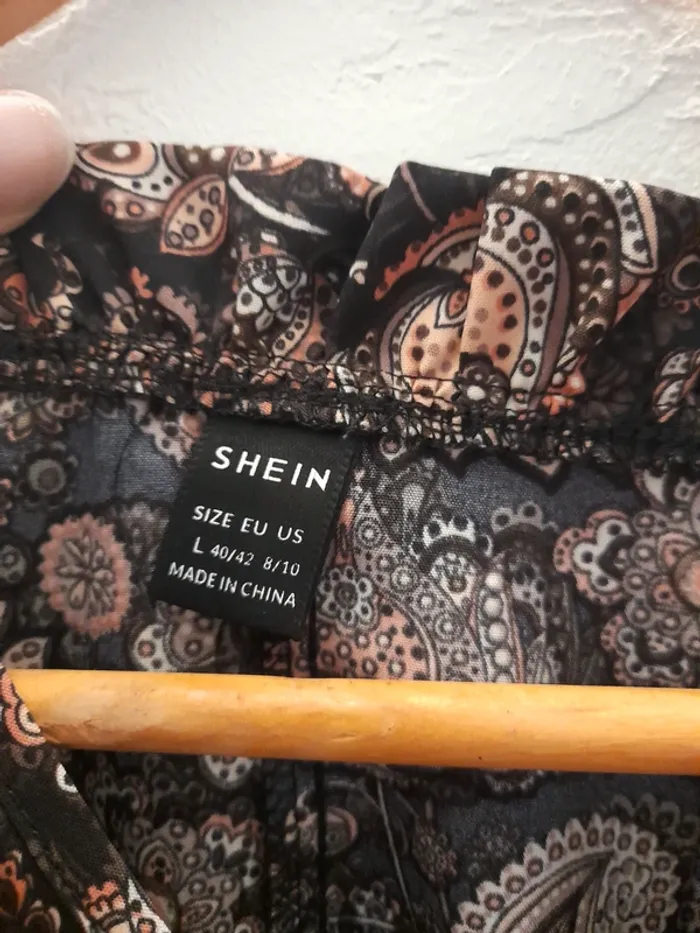 SHEIN
SIZE EU US
L 40/42 8/10
MADE IN CHINA